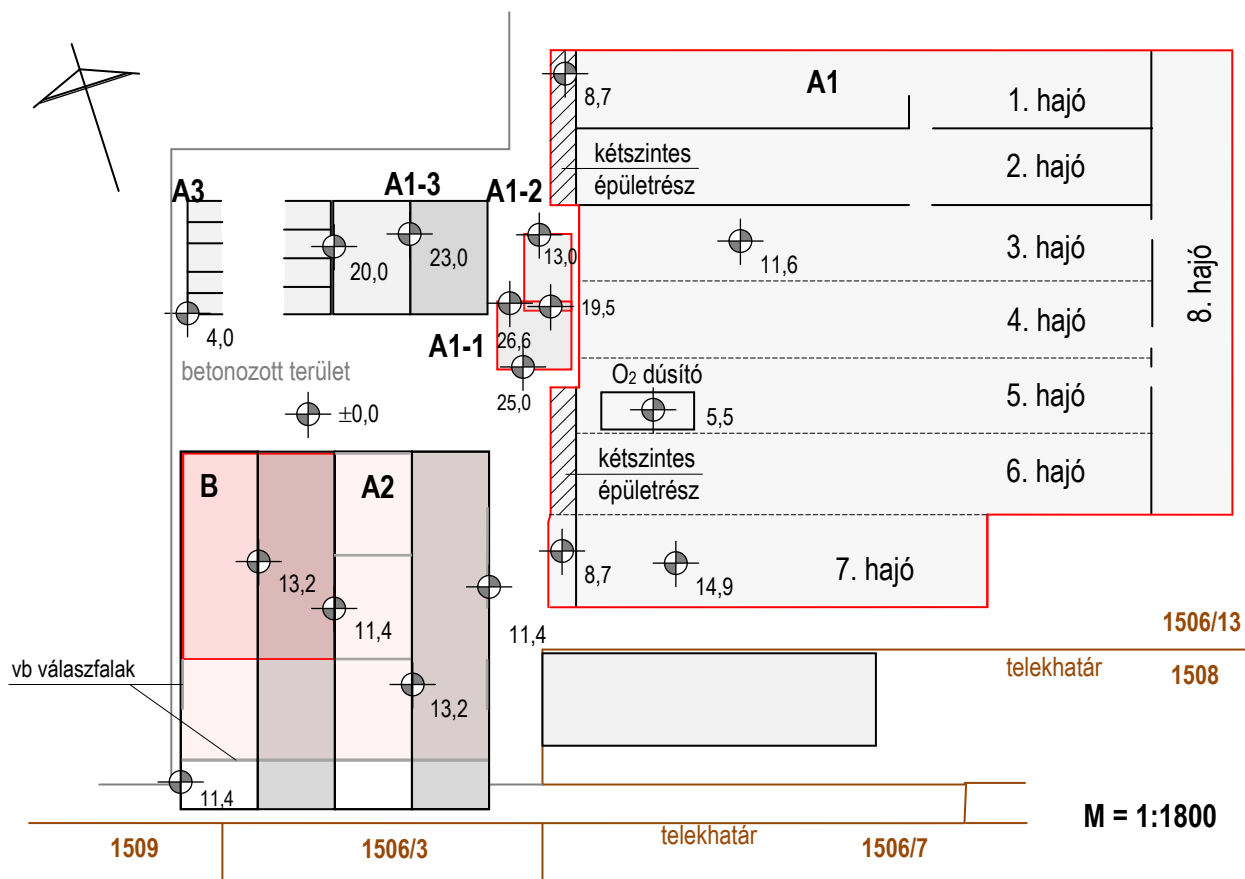 A1
8,7
1. hajó
kétszintes
épületrész
2. hajó
A3
A1-3
A1-2
20,0
23,0
13,0
11,6
3. hajó
8. hajó
4,0
26,6
19,5
4. hajó
A1-1
betonozott terület
25,0
O₂ dúsító
5,5
5. hajó
±0,0
kétszintes
épületrész
6. hajó
B
A2
13,2
11,4
8,7
14,9
7. hajó
11,4
1506/13
telekhatár
1508
vb válaszfalak
13,2
11,4
M = 1:1800
1509
1506/3
telekhatár
1506/7